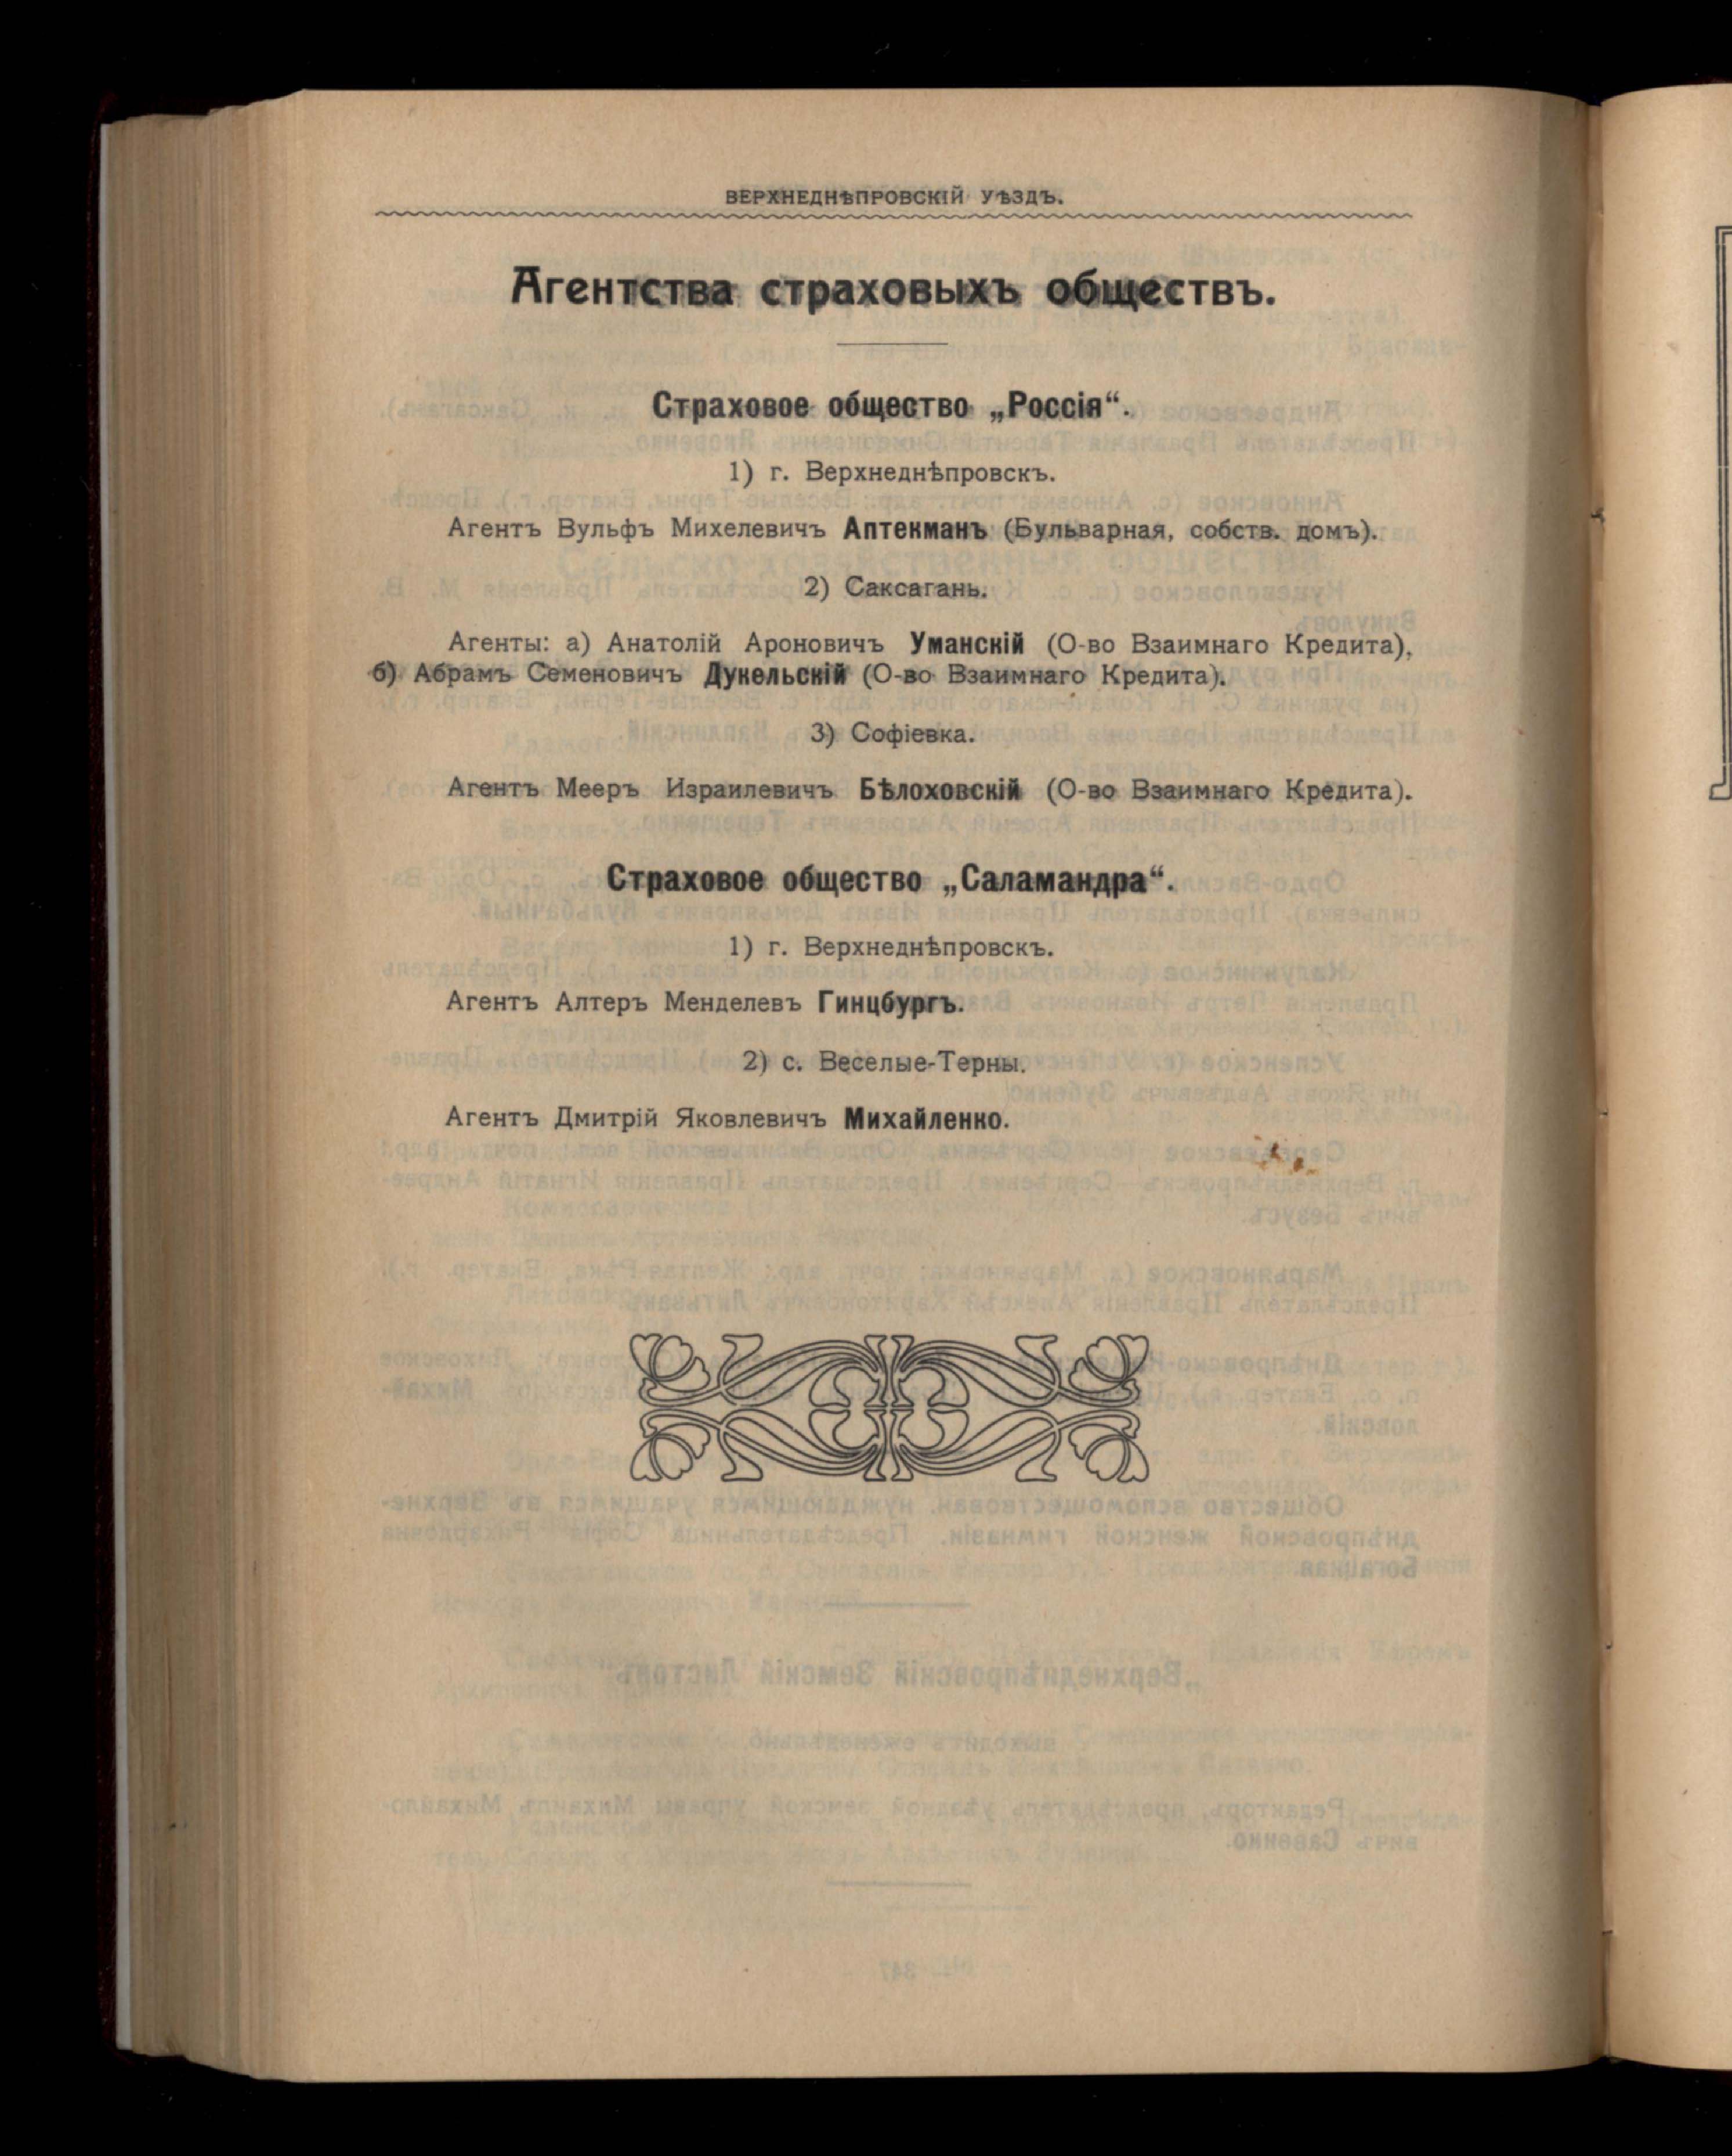 ВЕРХНЕДНѢПРОВСКІЙ УѢЗДЪ.
Агентства страховыхъ обществъ.
Страховое общество „Россія“.
1) г. Верхнеднѣпровскъ.
Агентъ Вульфъ Михелевичъ Аптекманъ (Бульварная, собств. домъ).
2) Саксагань.
Агенты: а) Анатолій Ароновичъ Уманскій (О-во Взаимнаго Кредита),
б) Абрамъ Семеновичъ Дукельскій (О-во Взаимнаго Кредита).
3) Софіевка.
Агентъ Мееръ Израилевичъ Бѣлоховскій (О-во Взаимнаго Кредита).
Страховое общество „Саламандра“.
1) г. Верхнеднѣпровскъ.
Агентъ Алтеръ Менделевъ Гинцбургъ.
2) с. Веселые-Терны.
Агентъ Дмитрій Яковлевичъ Михайленко.